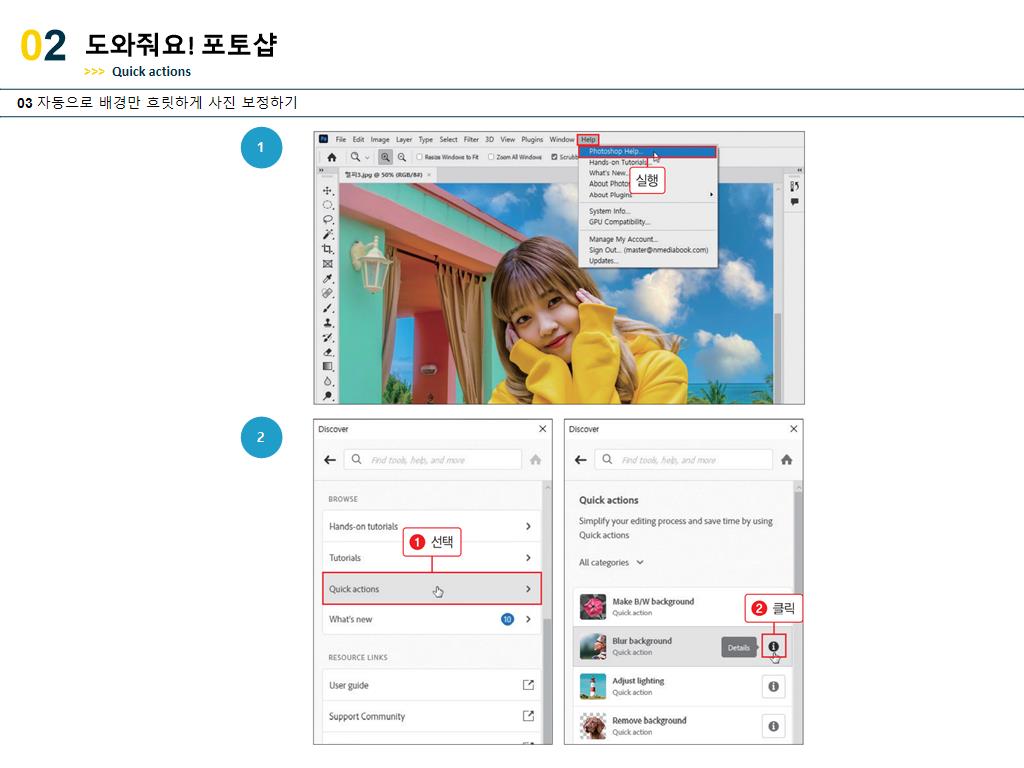 02 도와줘요! 포토샵
>>> Quick actions
03 자동으로 배경만 흐릿하게 사진 보정하기
1
Ps File Edit Image Layer Type Select Filter 3D View Plugins Window Help
Resize Windows to Fit Zoom All Windows Scrubb
컬러3.jpg @ 50% (RGB/8#) ×
Photoshop Help...
Hands-on Tutorials
What's New...
About Photos
About Plugins
실행
System Info...
GPU Compatibility...
Manage My Account...
Sign Out... (master@nmediabook.com)
Updates...
2
Discover
Find tools, help, and more
BROWSE
Hands-on tutorials
1 선택
Tutorials
Quick actions
What's new 10
RESOURCE LINKS
User guide
Support Community
Discover
Find tools, help, and more
Quick actions
Simplify your editing process and save time by using
Quick actions
All categories
Make B/W background
Quick action
2 클릭
Blur background
Quick action
Details
Adjust lighting
Quick action
Remove background
Quick action